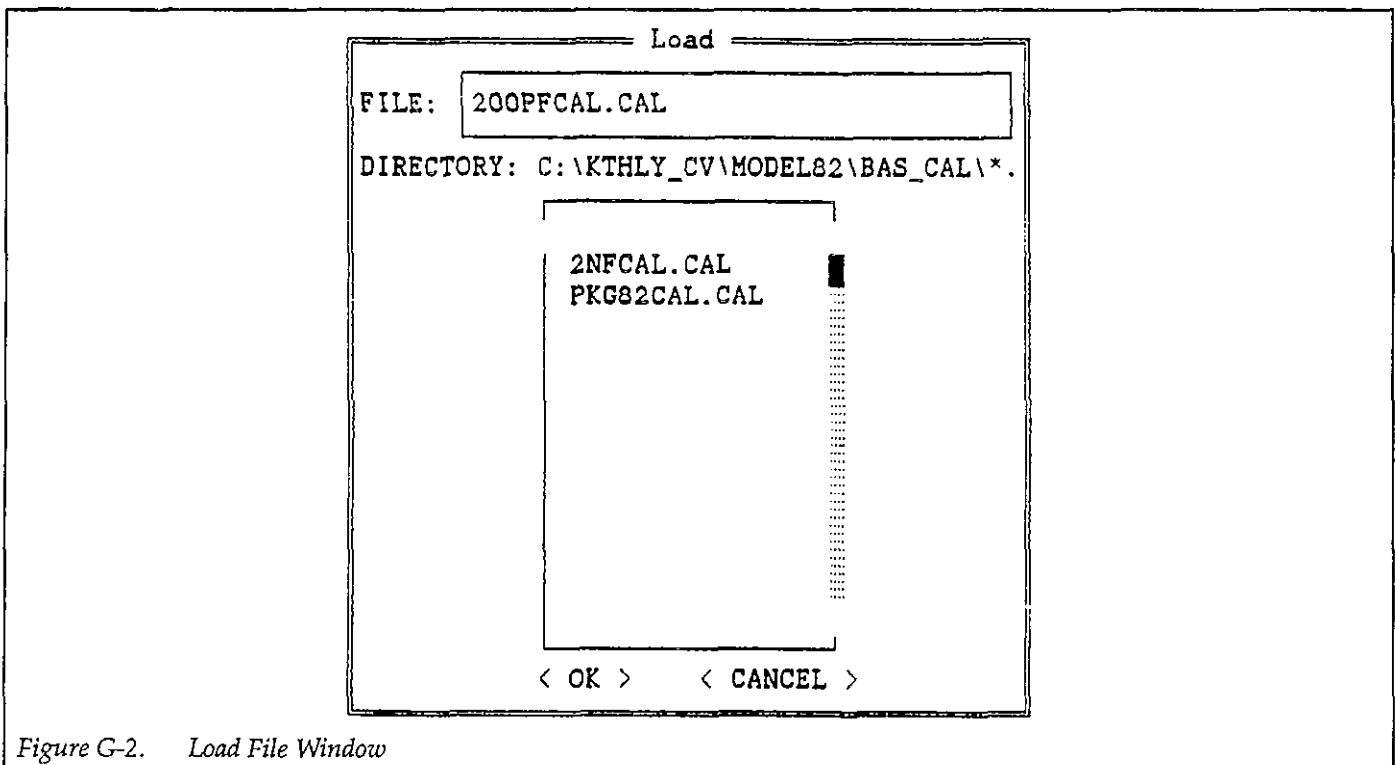 Load
FILE: 200PFCAL.CAL
DIRECTORY: C:\KTHLY_CV\MODEL82\BAS_CAL\*.
2NFCAL.CAL
PKG82CAL.CAL
< OK > < CANCEL >
Figure G-2. Load File Window